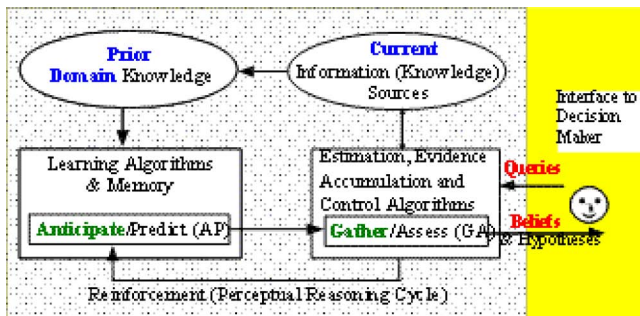 Prior
Domain Knowledge
Current
Information (Knowledge)
Sources
Interface to
Decision
Maker
Learning Algorithms
& Memory
Anticipate/Predict (AP)
Estimation, Evidence
Accumulation and
Control Algorithms
Gather/Assess (GA)
Queries
Beliefs
& Hypotheses
Reinforcement (Perceptual Reasoning Cycle)